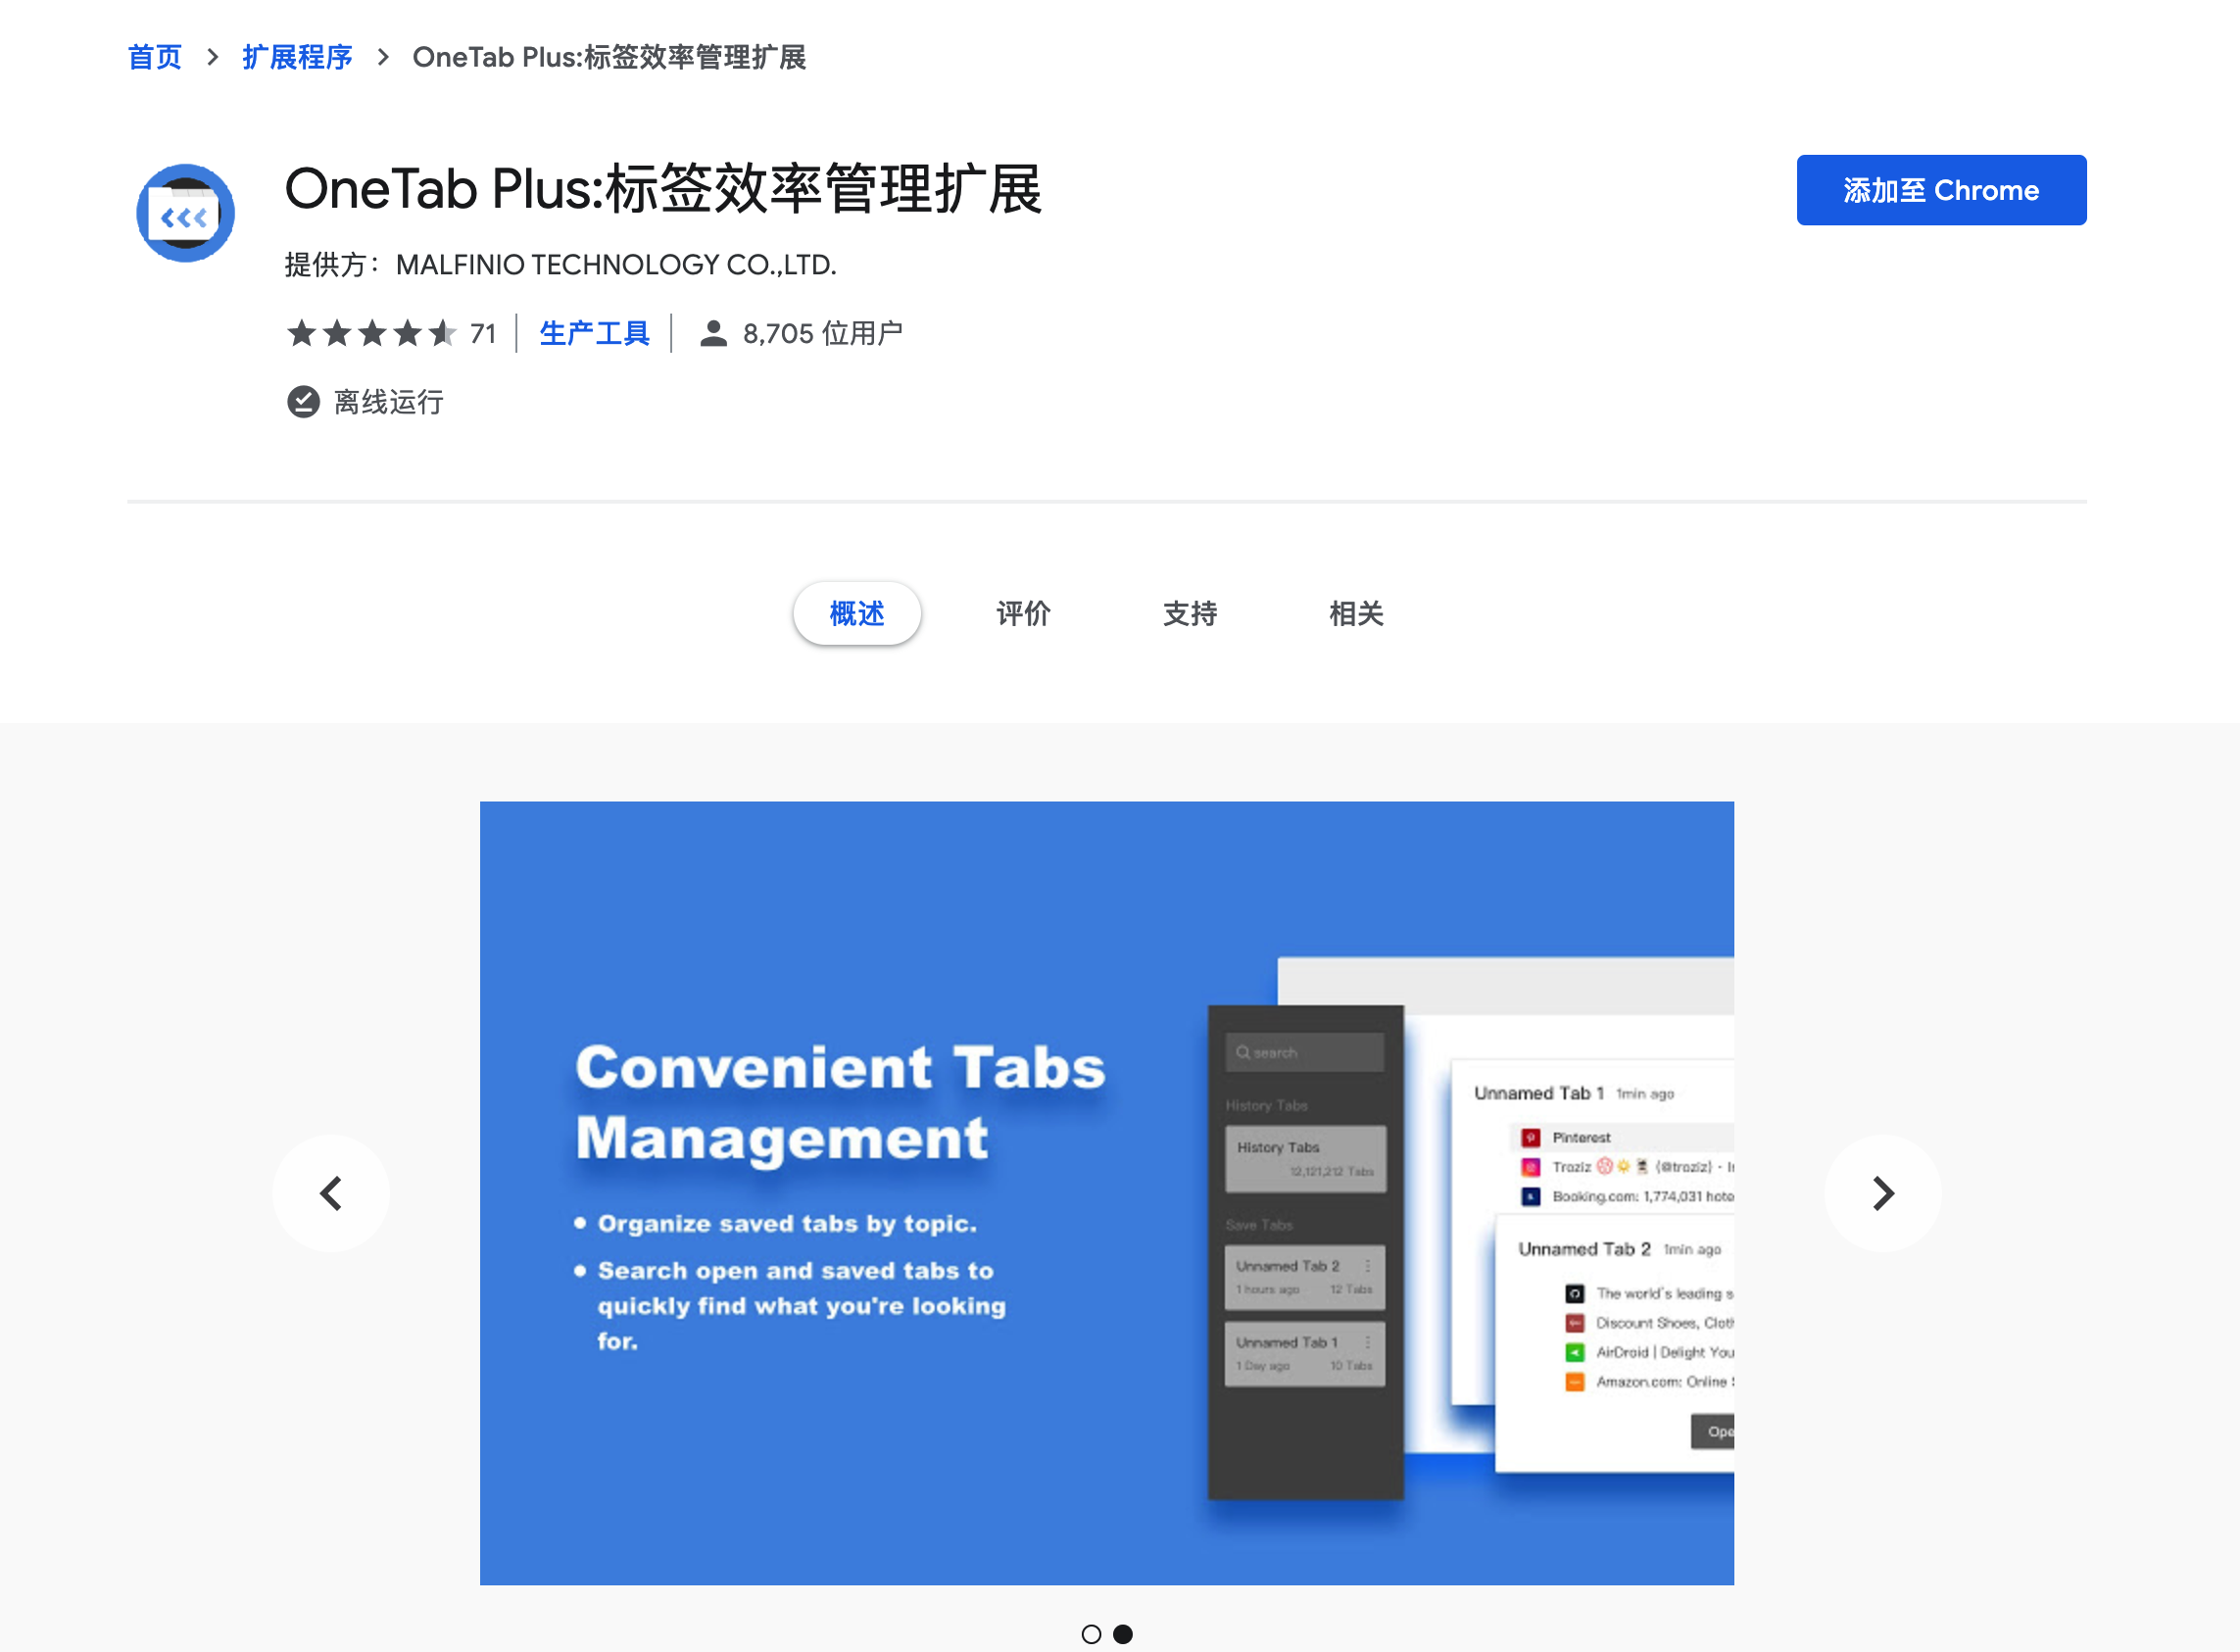 首页 > 扩展程序 > OneTab Plus:标签效率管理扩展
OneTab Plus:标签效率管理扩展
添加至 Chrome
提供方： MALFINIO TECHNOLOGY CO.,LTD.
71 | 生产工具 | 8,705 位用户
离线运行
概述 评价 支持 相关
Convenient Tabs
Management
• Organize saved tabs by topic.
• Search open and saved tabs to
quickly find what you're looking
for.
search
History Tabs
History Tabs
12,121,212 Tabs
Save Tabs
Unnamed Tab 2
1 hours ago 12 Tabs
Unnamed Tab 1
1 Day ago 10 Tabs
Unnamed Tab 1 1min ago
Pinterest
Troziz (@troziz) · I
Booking.com: 1,774,031 hote
Unnamed Tab 2 1min ago
The world's leading s
Discount Shoes, Clot
AirDroid | Delight You
Amazon.com: Online
Ope